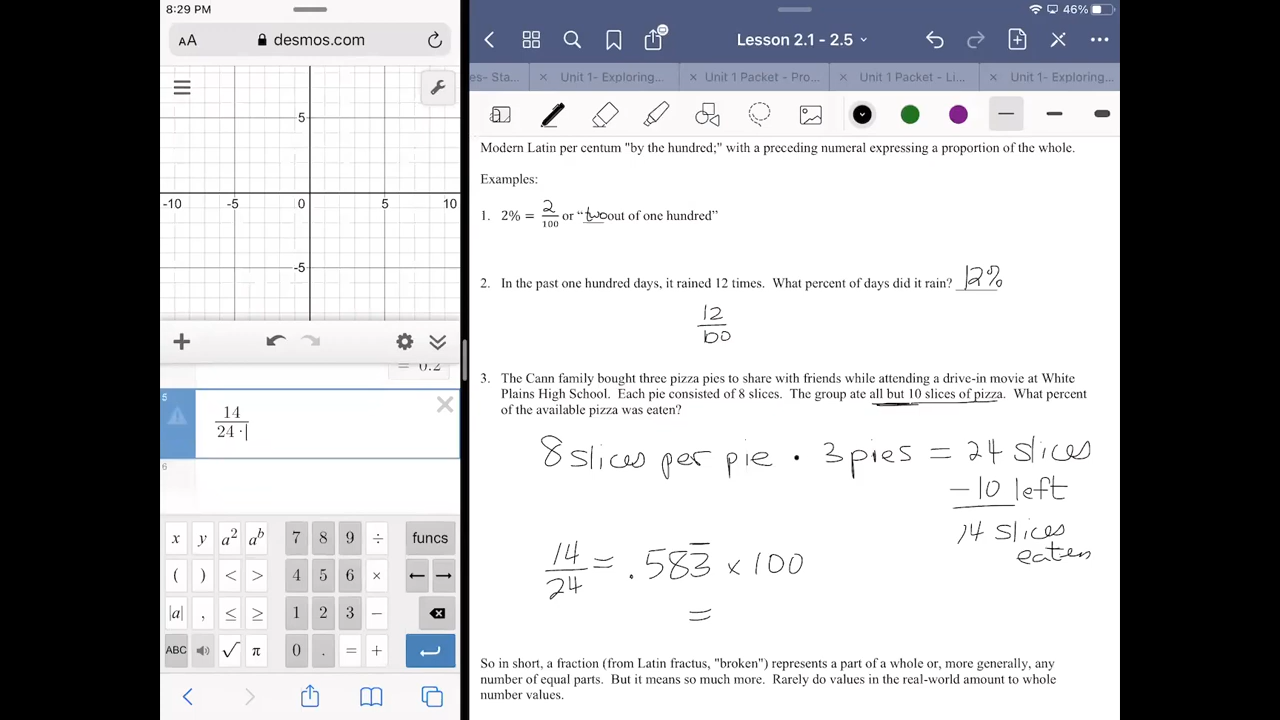 8:29 PM
46%
AA
desmos.com
Lesson 2.1 - 2.5
es- Sta...
× Unit 1- Exploring...
× Unit 1 Packet - Pro...
× Unit 1 Packet - Li...
× Unit 1- Exploring...
5
-10 -5 0 5 10
-5
= 0.2
5
14
24 ·
6
x y a² aᵇ 7 8 9 ÷ funcs
( ) < > 4 5 6 × ← →
|a| , ≤ ≥ 1 2 3 −
ABC √ π 0 . = +
Modern Latin per centum "by the hundred;" with a preceding numeral expressing a proportion of the whole.
Examples:
1. 2% = 2/100 or “two out of one hundred”
2. In the past one hundred days, it rained 12 times. What percent of days did it rain? 12%
12
100
3. The Cann family bought three pizza pies to share with friends while attending a drive-in movie at White
Plains High School. Each pie consisted of 8 slices. The group ate all but 10 slices of pizza. What percent
of the available pizza was eaten?
8 slices per pie · 3 pies = 24 slices
−10 left
14 slices
eaten
14/24 = .583̅ × 100
=
So in short, a fraction (from Latin fractus, "broken") represents a part of a whole or, more generally, any
number of equal parts. But it means so much more. Rarely do values in the real-world amount to whole
number values.